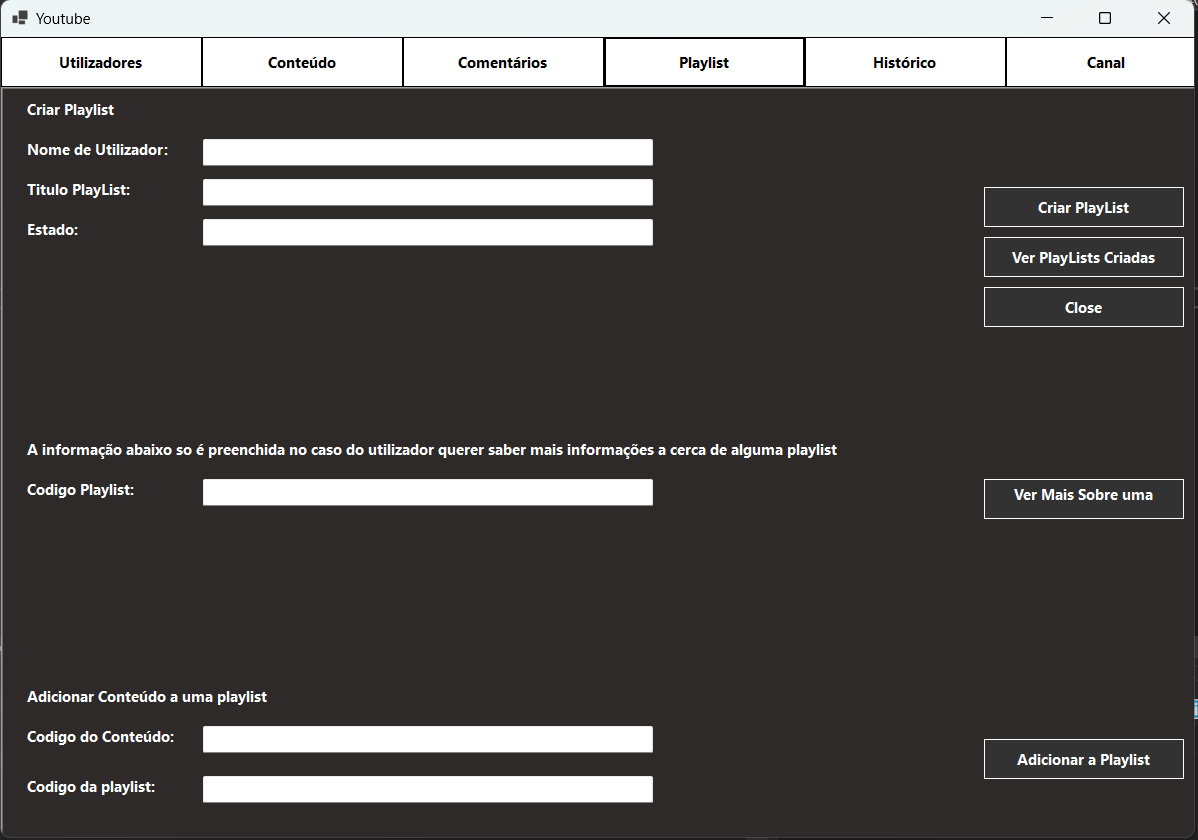 Youtube
Utilizadores
Conteúdo
Comentários
Playlist
Histórico
Canal
Criar Playlist
Nome de Utilizador:
Titulo PlayList:
Estado:
Criar PlayList
Ver PlayLists Criadas
Close
A informação abaixo so é preenchida no caso do utilizador querer saber mais informações a cerca de alguma playlist
Codigo Playlist:
Ver Mais Sobre uma
Adicionar Conteúdo a uma playlist
Codigo do Conteúdo:
Codigo da playlist:
Adicionar a Playlist